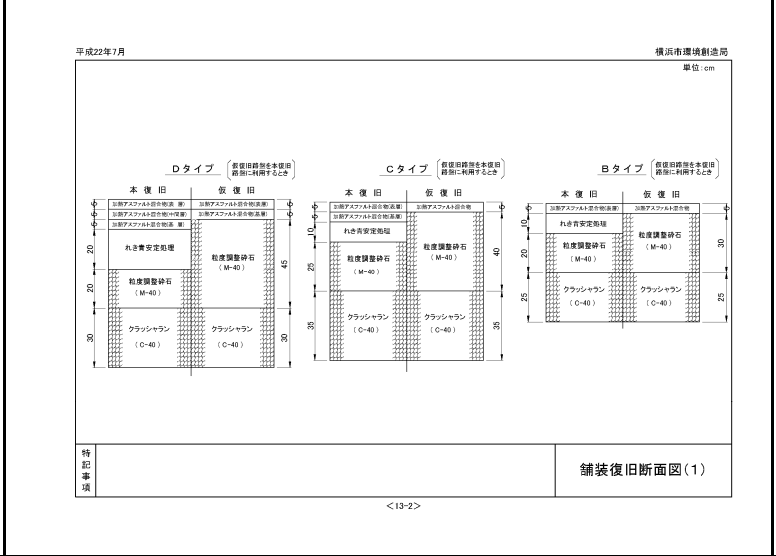 平成22年7月
横浜市環境創造局
単位:cm
Dタイプ
仮復旧路盤を本復旧
路盤に利用するとき
本 復 旧
仮 復 旧
加熱アスファルト混合物(表 層)
加熱アスファルト混合物(表層)
加熱アスファルト混合物(中間層)
加熱アスファルト混合物(基層)
加熱アスファルト混合物(基 層)
れき青安定処理
粒度調整砕石
(M-40)
粒度調整砕石
(M-40)
クラッシャラン
(C-40)
クラッシャラン
(C-40)
5
5
5
20
20
30
5
5
45
30
Cタイプ
仮復旧路盤を本復旧
路盤に利用するとき
本 復 旧
仮 復 旧
加熱アスファルト混合物(表層)
加熱アスファルト混合物
加熱アスファルト混合物(基層)
れき青安定処理
粒度調整砕石
(M-40)
粒度調整砕石
(M-40)
クラッシャラン
(C-40)
クラッシャラン
(C-40)
5
5
10
25
35
5
40
35
Bタイプ
仮復旧路盤を本復旧
路盤に利用するとき
本 復 旧
仮 復 旧
加熱アスファルト混合物(表層)
加熱アスファルト混合物
れき青安定処理
粒度調整砕石
(M-40)
粒度調整砕石
(M-40)
クラッシャラン
(C-40)
クラッシャラン
(C-40)
5
10
20
25
5
30
25
特記事項
舗装復旧断面図(1)
<13-2>